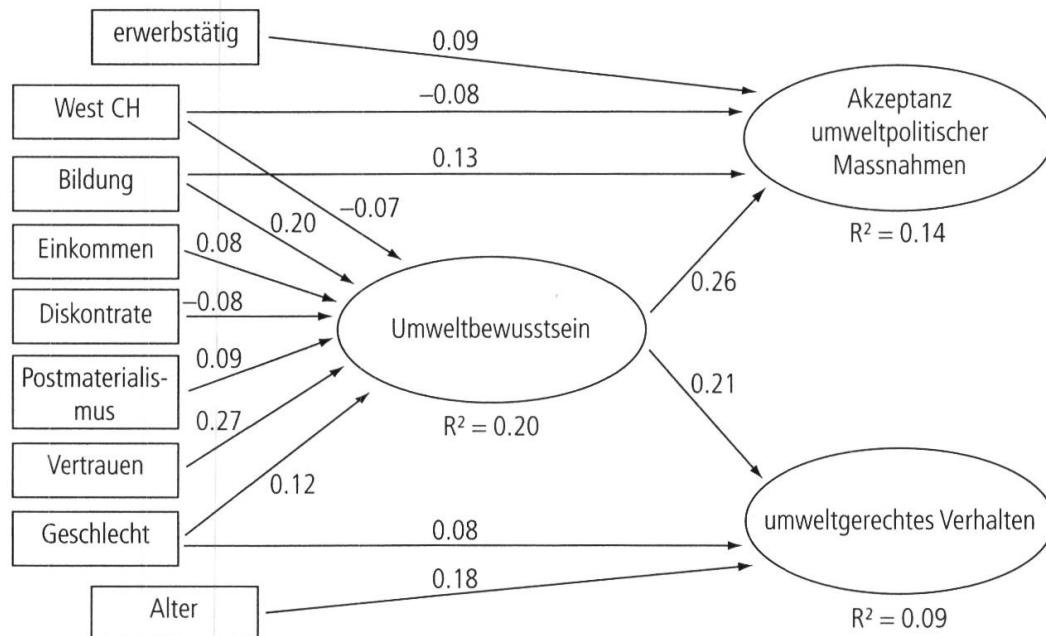 erwerbstätig
0.09
West CH
−0.08
Akzeptanz
umweltpolitischer
Massnahmen
R² = 0.14
Bildung
0.13
−0.07
0.20
Einkommen
0.08
Diskontrate
−0.08
Umweltbewusstsein
R² = 0.20
0.26
Postmaterialis-
mus
0.09
0.21
Vertrauen
0.27
Geschlecht
0.12
0.08
umweltgerechtes Verhalten
R² = 0.09
Alter
0.18